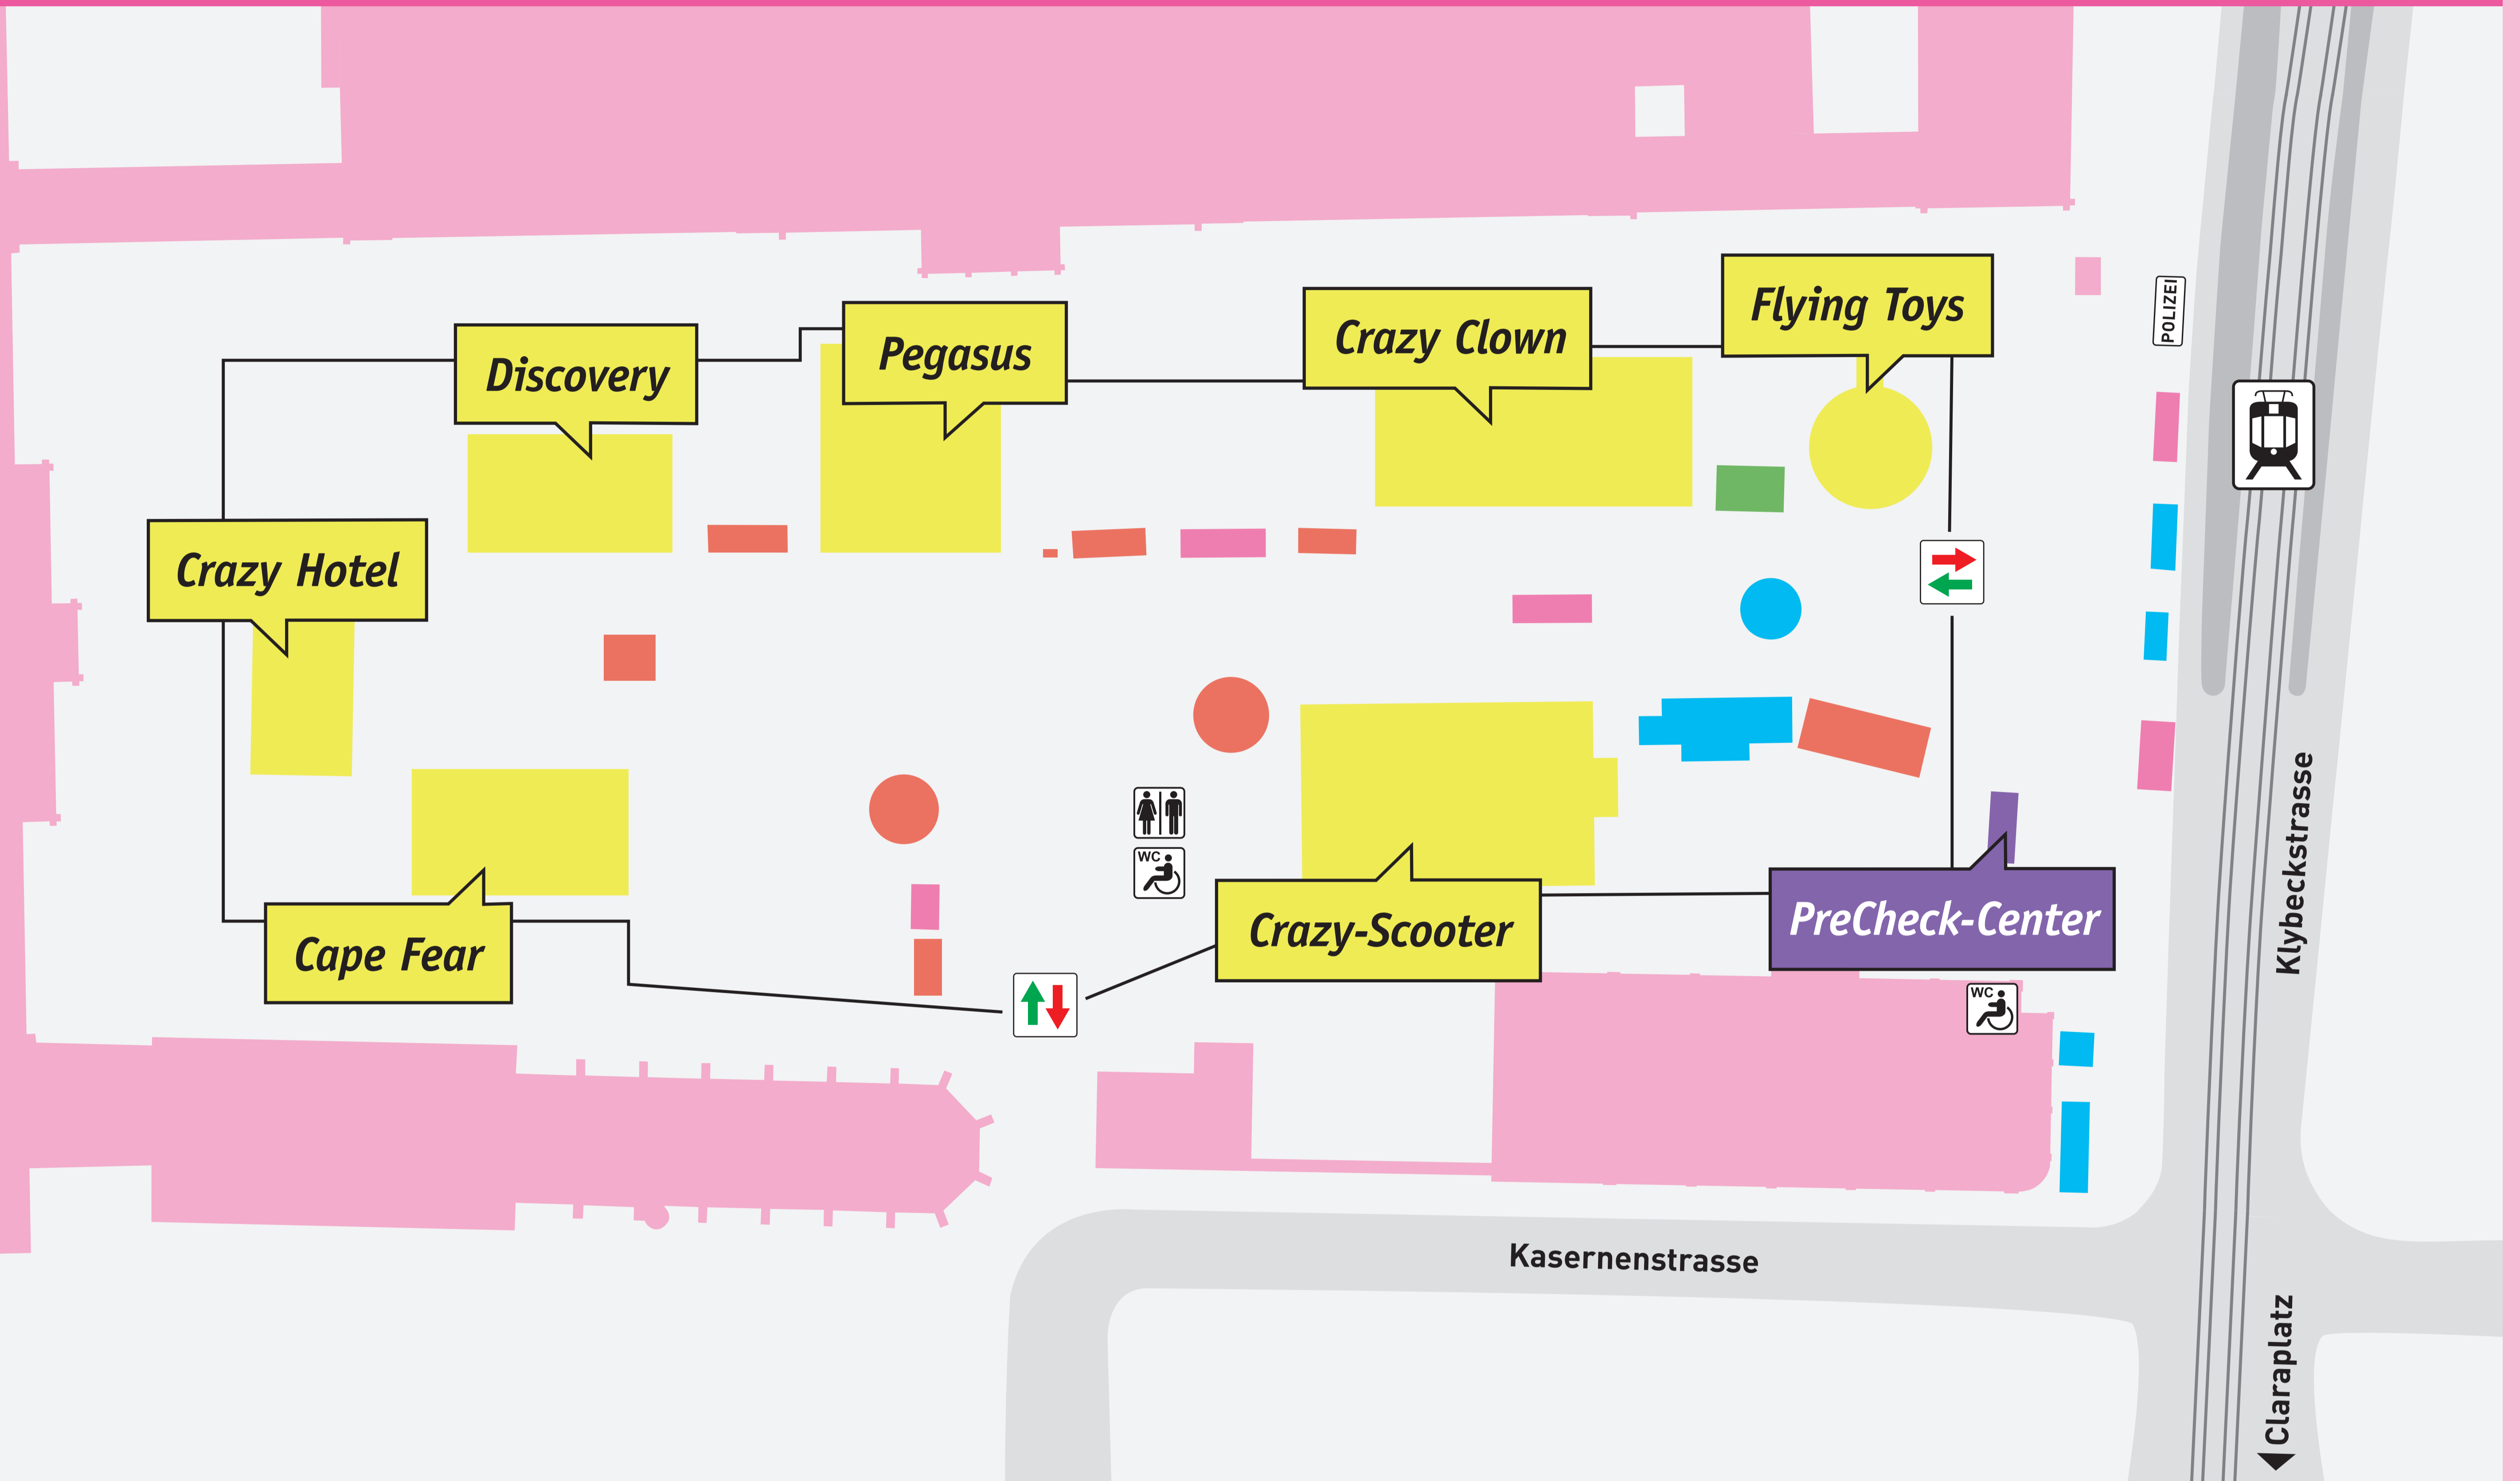 Flying Toys
POLIZEI
Crazy Clown
Pegasus
Discovery
Crazy Hotel
WC
PreCheck-Center
Crazy-Scooter
Cape Fear
Klybeckstrasse
WC
Kasernenstrasse
Claraplatz